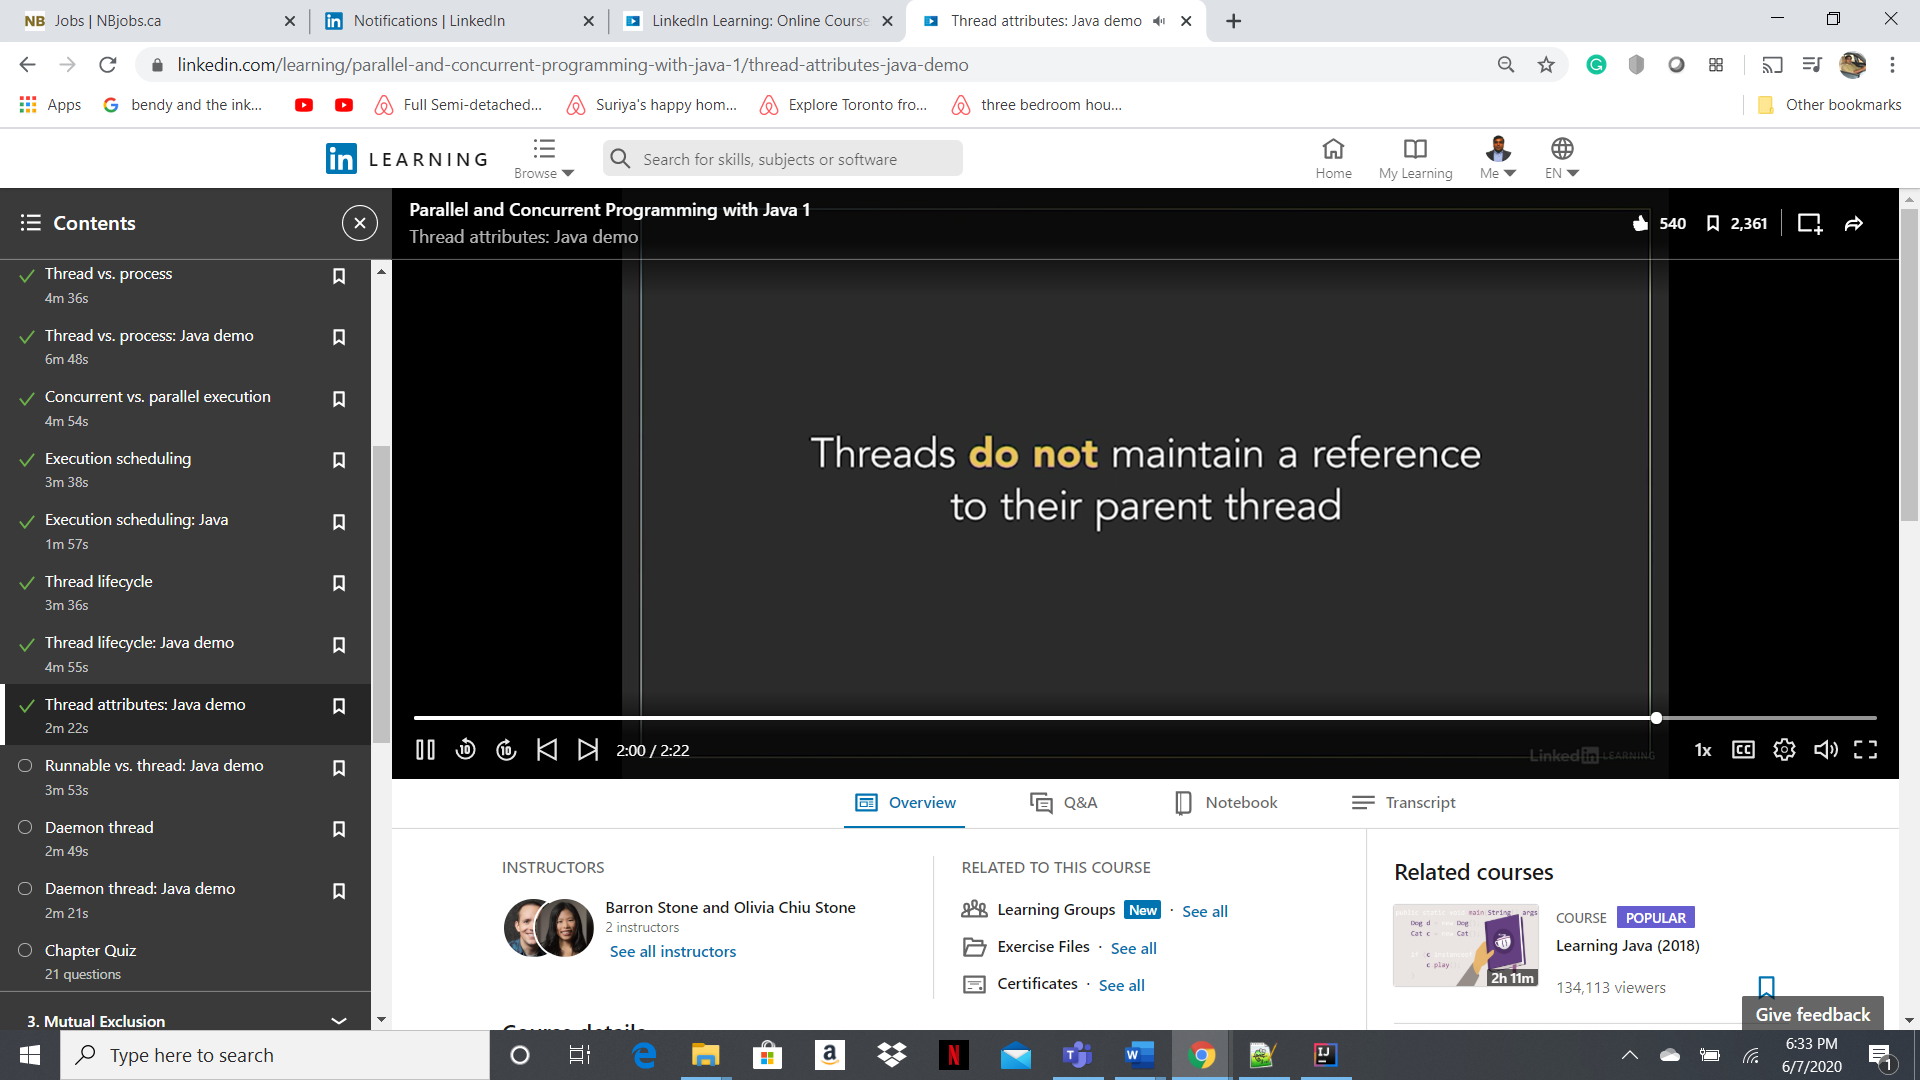 NB Jobs | NBjobs.ca
Notifications | LinkedIn
LinkedIn Learning: Online Course
Thread attributes: Java demo
linkedin.com/learning/parallel-and-concurrent-programming-with-java-1/thread-attributes-java-demo
Apps
bendy and the ink...
Full Semi-detached...
Suriya's happy hom...
Explore Toronto fro...
three bedroom hou...
Other bookmarks
in LEARNING
Browse
Search for skills, subjects or software
Home
My Learning
Me
EN
Contents
Thread vs. process
4m 36s
Thread vs. process: Java demo
6m 48s
Concurrent vs. parallel execution
4m 54s
Execution scheduling
3m 38s
Execution scheduling: Java
1m 57s
Thread lifecycle
3m 36s
Thread lifecycle: Java demo
4m 55s
Thread attributes: Java demo
2m 22s
Runnable vs. thread: Java demo
3m 53s
Daemon thread
2m 49s
Daemon thread: Java demo
2m 21s
Chapter Quiz
21 questions
3. Mutual Exclusion
Parallel and Concurrent Programming with Java 1
Thread attributes: Java demo
540
2,361
Threads do not maintain a reference
to their parent thread
10
10
2:00 / 2:22
Linked in LEARNING
1x
CC
Overview
Q&A
Notebook
Transcript
INSTRUCTORS
Barron Stone and Olivia Chiu Stone
2 instructors
See all instructors
RELATED TO THIS COURSE
Learning Groups New · See all
Exercise Files · See all
Certificates · See all
Course details
Related courses
2h 11m
COURSE POPULAR
Learning Java (2018)
134,113 viewers
Give feedback
Type here to search
6:33 PM
6/7/2020
1